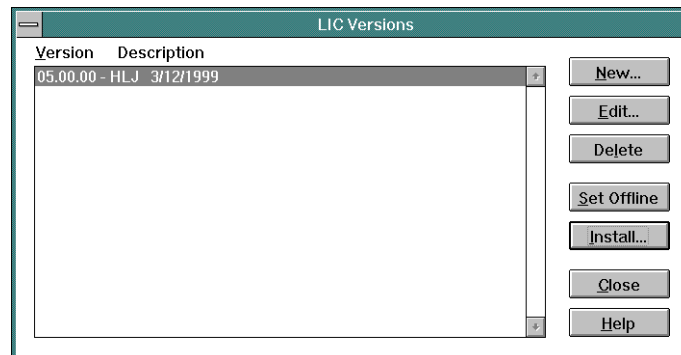 LIC Versions
Version Description
05.00.00 - HLJ 3/12/1999
New...
Edit...
Delete
Set Offline
Install...
Close
Help